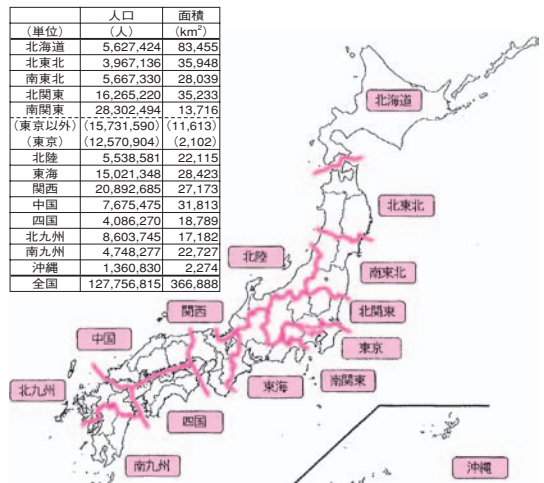 人口 面積
(単位) (人) (km²)
北海道 5,627,424 83,455
北東北 3,967,136 35,948
南東北 5,667,330 28,039
北関東 16,265,220 35,233
南関東 28,302,494 13,716
(東京以外) (15,731,590) (11,613)
(東京) (12,570,904) (2,102)
北陸 5,538,581 22,115
東海 15,021,348 28,423
関西 20,892,685 27,173
中国 7,675,475 31,813
四国 4,086,270 18,789
北九州 8,603,745 17,182
南九州 4,748,277 22,727
沖縄 1,360,830 2,274
全国 127,756,815 366,888
北海道
北東北
北陸
南東北
北関東
関西
東京
中国
南関東
東海
北九州
四国
南九州
沖縄